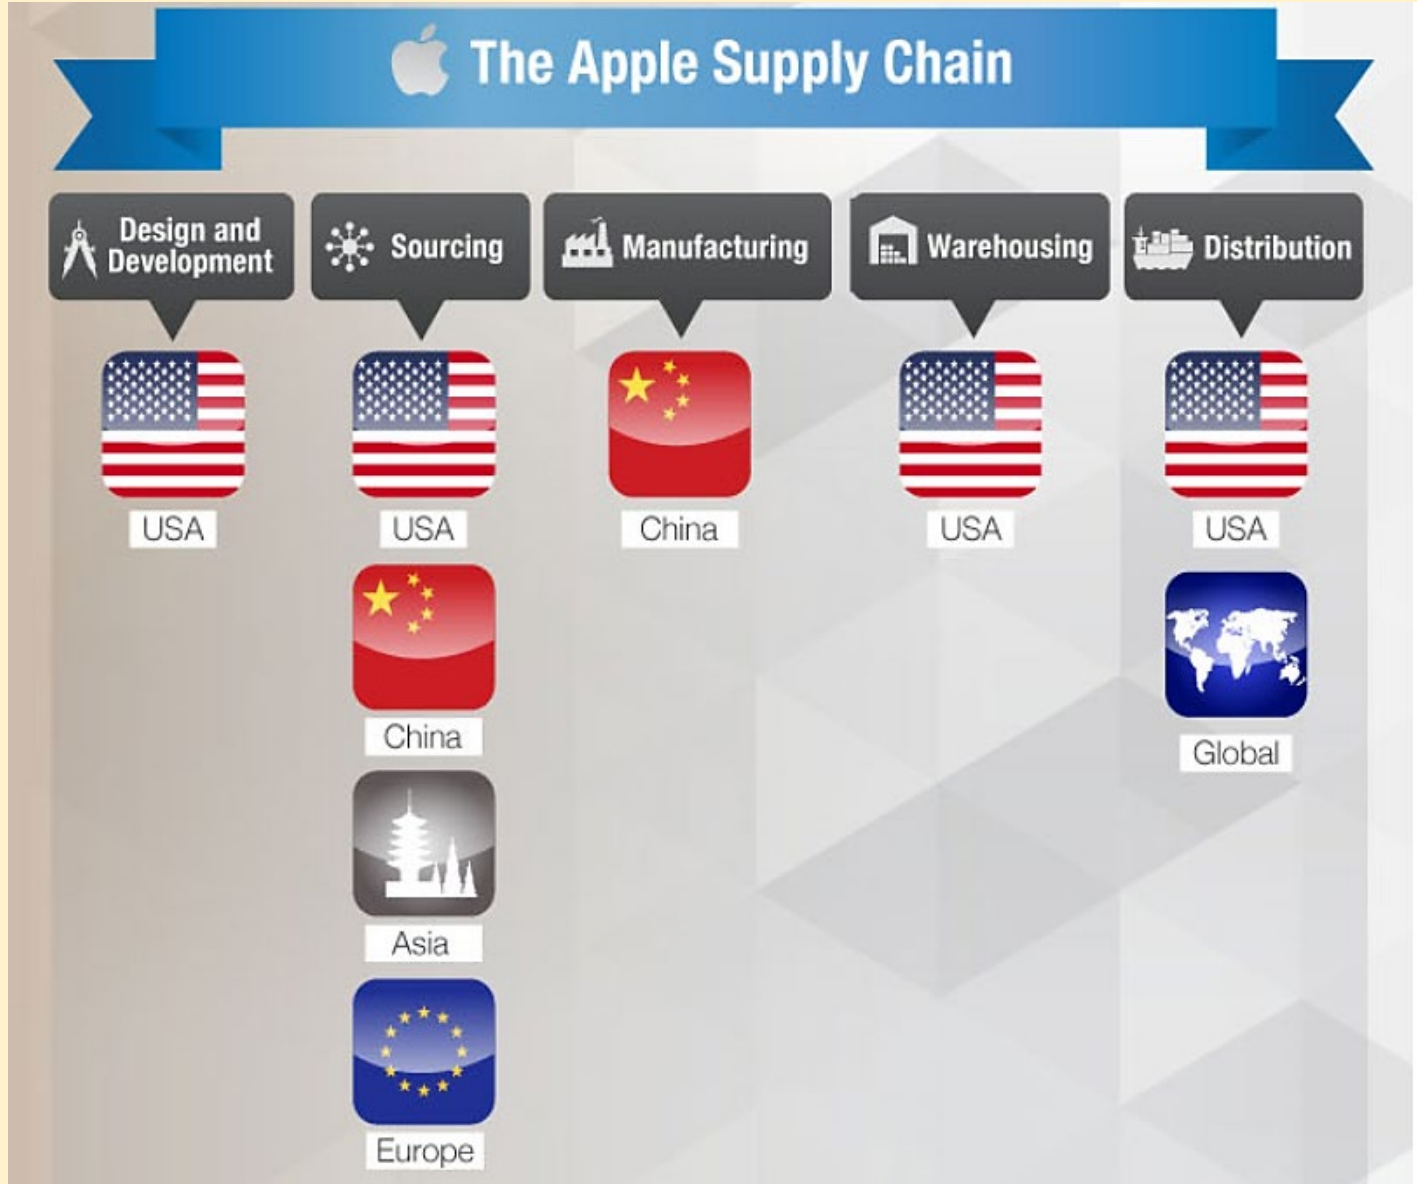 The Apple Supply Chain
Design and
Development
Sourcing
Manufacturing
Warehousing
Distribution
USA
USA
China
USA
USA
China
Global
Asia
Europe